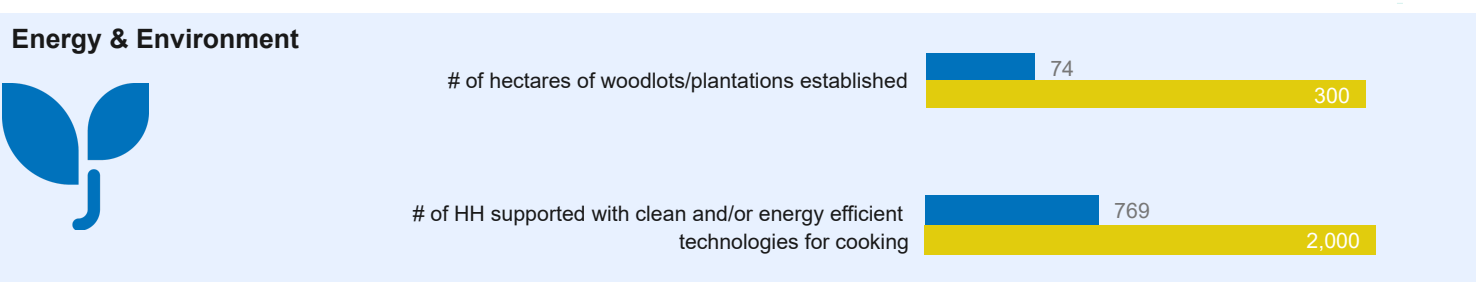 Energy & Environment
# of hectares of woodlots/plantations established
74
300
# of HH supported with clean and/or energy efficient
technologies for cooking
769
2,000